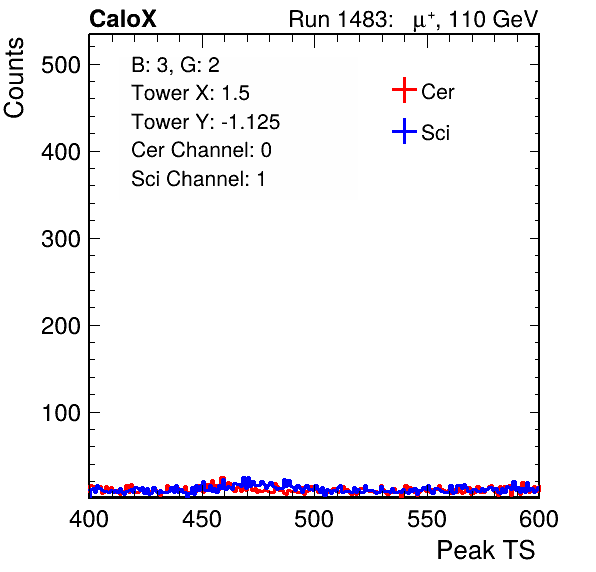 CaloX
Run 1483: μ⁺, 110 GeV
Counts
500
400
300
200
100
B: 3, G: 2
Tower X: 1.5
Tower Y: -1.125
Cer Channel: 0
Sci Channel: 1
Cer
Sci
400 450 500 550 600
Peak TS